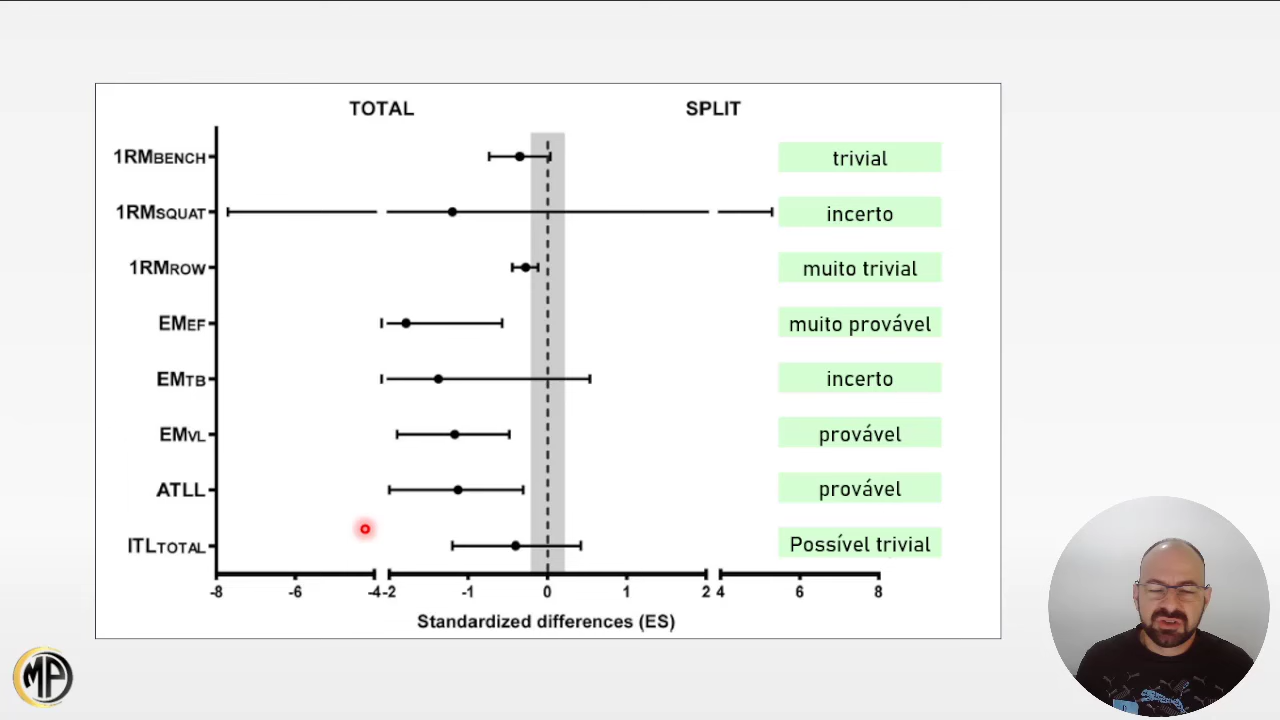 TOTAL SPLIT
1RMBENCH trivial
1RMSQUAT incerto
1RMROW muito trivial
EMEF muito provável
EMTB incerto
EMVL provável
ATLL provável
ITLTOTAL Possível trivial
-8 -6 -4 -2 -1 0 1 2 4 6 8
Standardized differences (ES)
MP